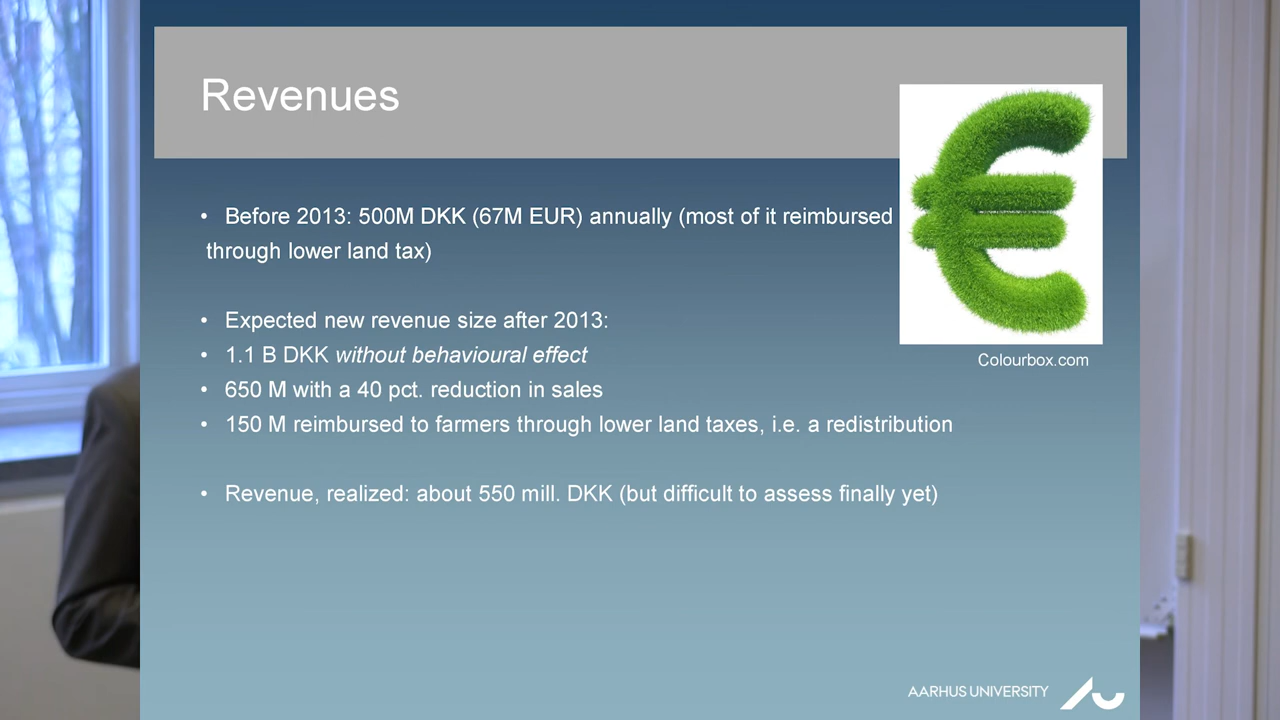 Revenues
• Before 2013: 500M DKK (67M EUR) annually (most of it reimbursed
through lower land tax)
• Expected new revenue size after 2013:
• 1.1 B DKK without behavioural effect
Colourbox.com
• 650 M with a 40 pct. reduction in sales
• 150 M reimbursed to farmers through lower land taxes, i.e. a redistribution
• Revenue, realized: about 550 mill. DKK (but difficult to assess finally yet)
AARHUS UNIVERSITY